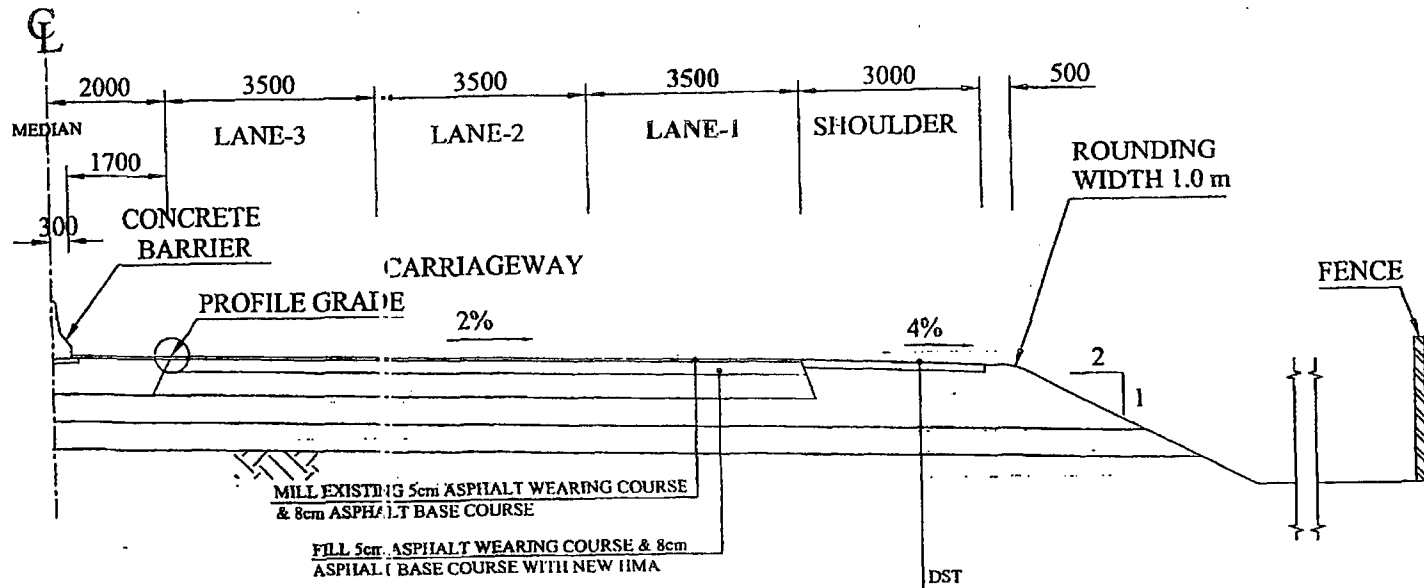 CL
2000
3500
3500
3500
3000
500
MEDIAN
LANE-3
LANE-2
LANE-1
SHOULDER
1700
ROUNDING
WIDTH 1.0 m
300
CONCRETE
BARRIER
CARRIAGEWAY
FENCE
PROFILE GRADE
2%
4%
2
1
MILL EXISTING 5cm ASPHALT WEARING COURSE
& 8cm ASPHALT BASE COURSE
FILL 5cm ASPHALT WEARING COURSE & 8cm
ASPHALT BASE COURSE WITH NEW HMA
DST